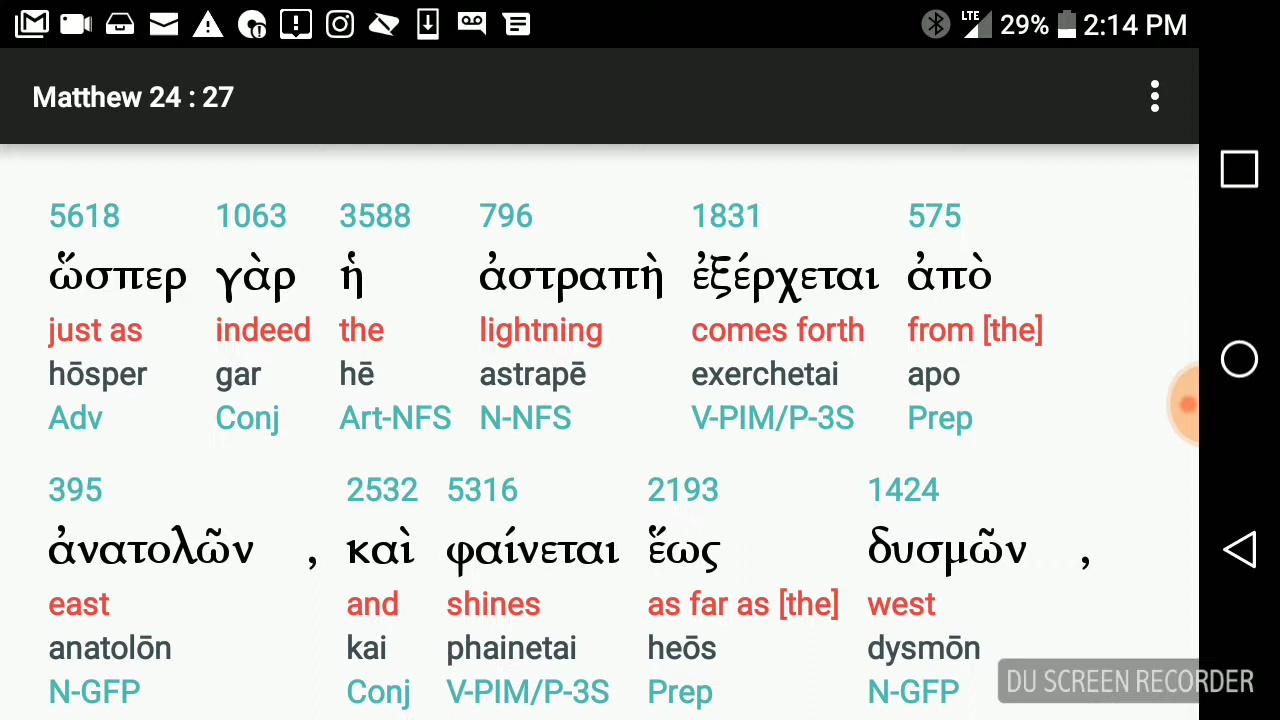 LTE 29% 2:14 PM
Matthew 24 : 27
5618 1063 3588 796 1831 575
ὥσπερ γὰρ ἡ ἀστραπὴ ἐξέρχεται ἀπὸ
just as indeed the lightning comes forth from [the]
hōsper gar hē astrapē exerchetai apo
Adv Conj Art-NFS N-NFS V-PIM/P-3S Prep
395 2532 5316 2193 1424
ἀνατολῶν , καὶ φαίνεται ἕως δυσμῶν ,
east and shines as far as [the] west
anatolōn kai phainetai heōs dysmōn
N-GFP Conj V-PIM/P-3S Prep N-GFP
DU SCREEN RECORDER